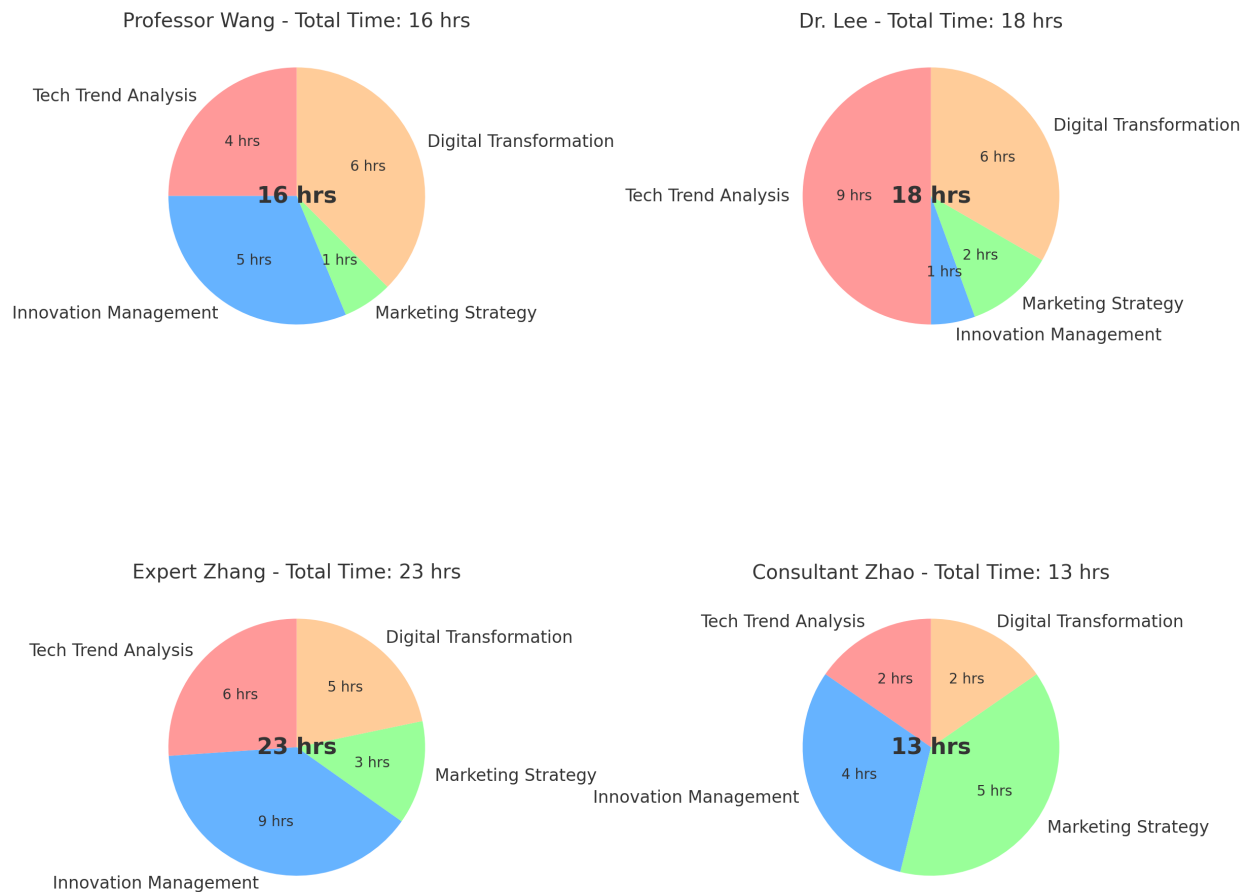 Professor Wang - Total Time: 16 hrs
Tech Trend Analysis
4 hrs
Digital Transformation
6 hrs
16 hrs
5 hrs
1 hrs
Innovation Management
Marketing Strategy
Dr. Lee - Total Time: 18 hrs
Digital Transformation
6 hrs
Tech Trend Analysis
9 hrs
18 hrs
2 hrs
1 hrs
Marketing Strategy
Innovation Management
Expert Zhang - Total Time: 23 hrs
Digital Transformation
Tech Trend Analysis
5 hrs
6 hrs
23 hrs
3 hrs
Marketing Strategy
9 hrs
Innovation Management
Consultant Zhao - Total Time: 13 hrs
Tech Trend Analysis
Digital Transformation
2 hrs
2 hrs
13 hrs
4 hrs
5 hrs
Innovation Management
Marketing Strategy